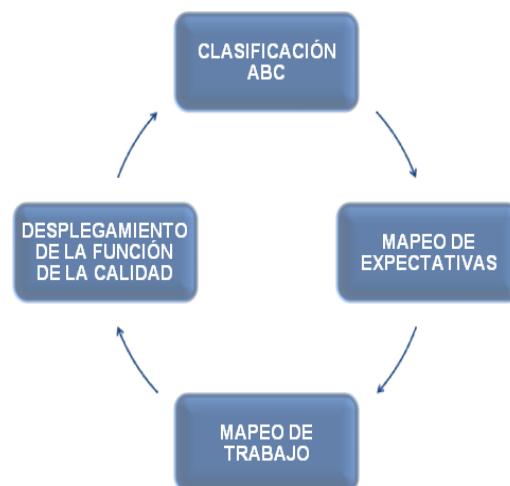 CLASIFICACIÓN
ABC
MAPEO DE
EXPECTATIVAS
MAPEO DE
TRABAJO
DESPLEGAMIENTO
DE LA FUNCIÓN
DE LA CALIDAD